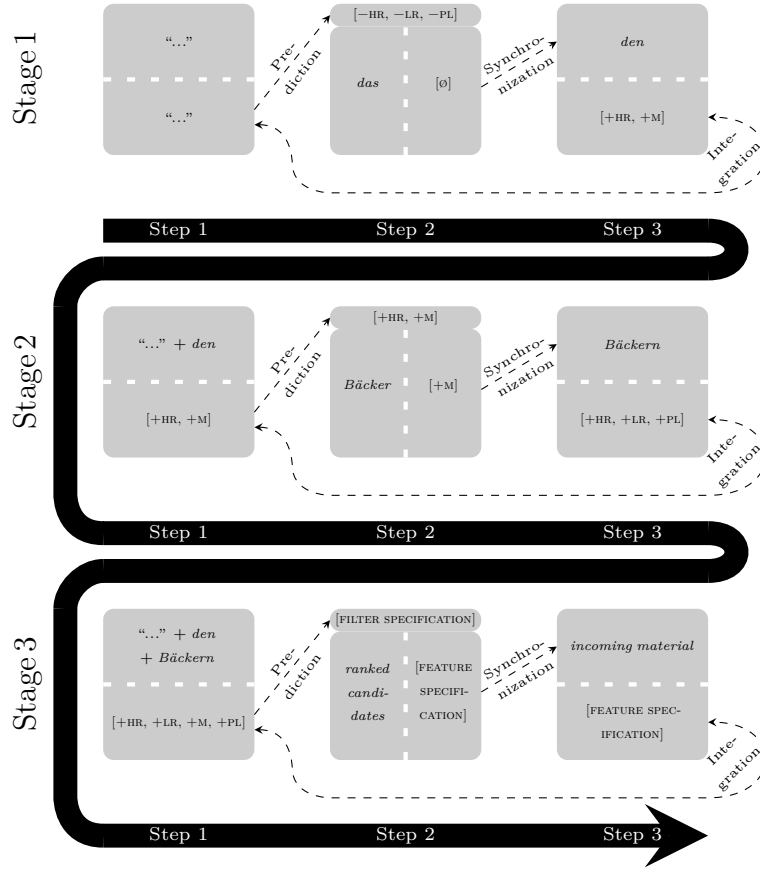 Stage 1
“...”
“...”
Pre-
diction
[−HR, −LR, −PL]
das
[Ø]
Synchro-
nization
den
[+HR, +M]
Inte-
gration
Step 1
Step 2
Step 3
Stage 2
“...” + den
[+HR, +M]
Pre-
diction
[+HR, +M]
Bäcker
[+M]
Synchro-
nization
Bäckern
[+HR, +LR, +PL]
Inte-
gration
Step 1
Step 2
Step 3
Stage 3
“...” + den
+ Bäckern
[+HR, +LR, +M, +PL]
Pre-
diction
[FILTER SPECIFICATION]
ranked
candi-
dates
[FEATURE
SPECIFI-
CATION]
Synchro-
nization
incoming material
[FEATURE SPEC-
IFICATION]
Inte-
gration
Step 1
Step 2
Step 3